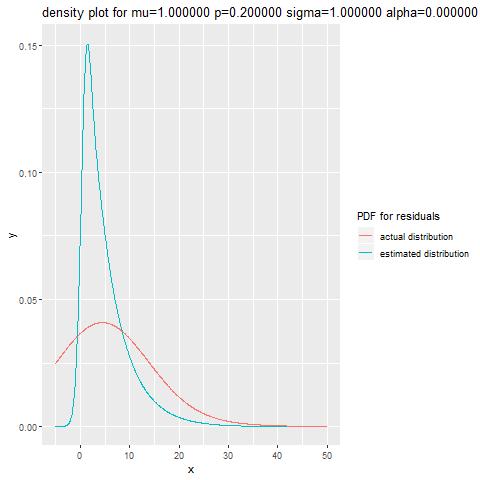 density plot for mu=1.000000 p=0.200000 sigma=1.000000 alpha=0.000000
0.15
0.10
0.05
0.00
y
0 10 20 30 40 50
x
PDF for residuals
actual distribution
estimated distribution